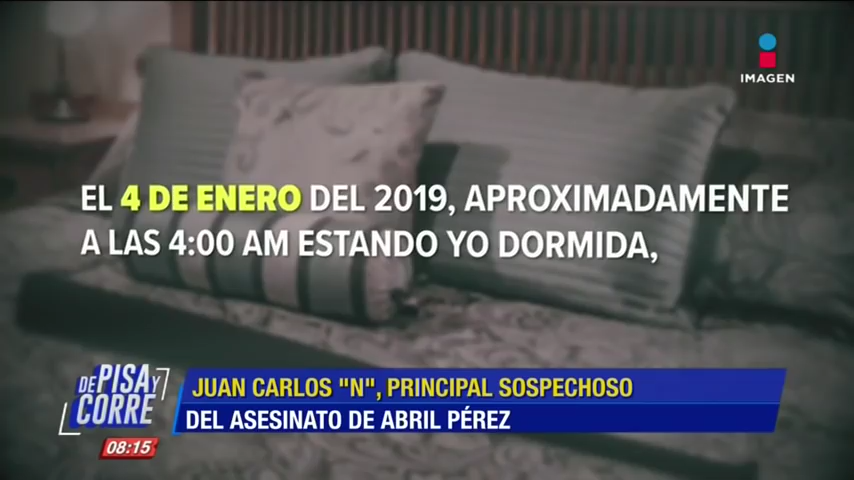 IMAGEN
EL 4 DE ENERO DEL 2019, APROXIMADAMENTE
A LAS 4:00 AM ESTANDO YO DORMIDA,
DE PISA Y
CORRE
08:15
JUAN CARLOS "N", PRINCIPAL SOSPECHOSO
DEL ASESINATO DE ABRIL PÉREZ